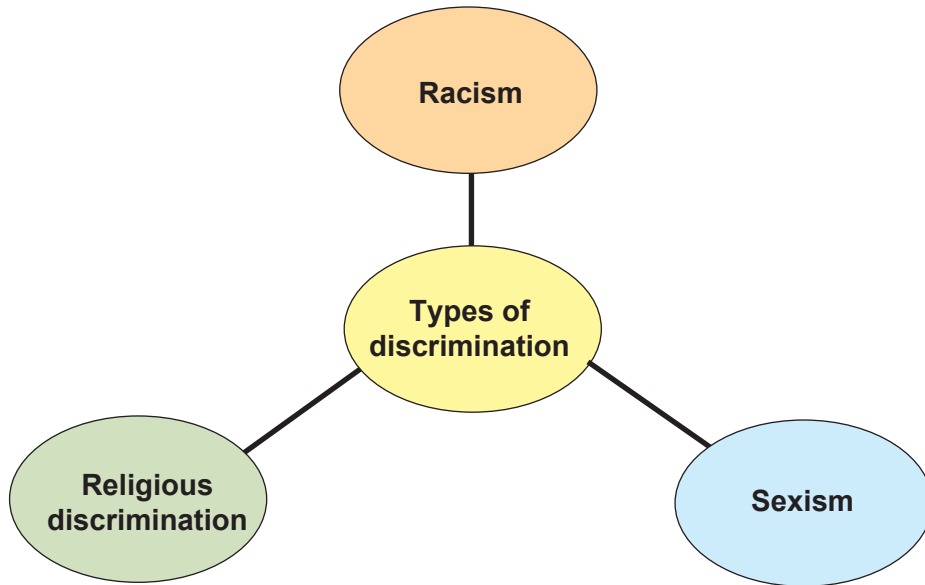 Racism
Types of
discrimination
Religious
discrimination
Sexism